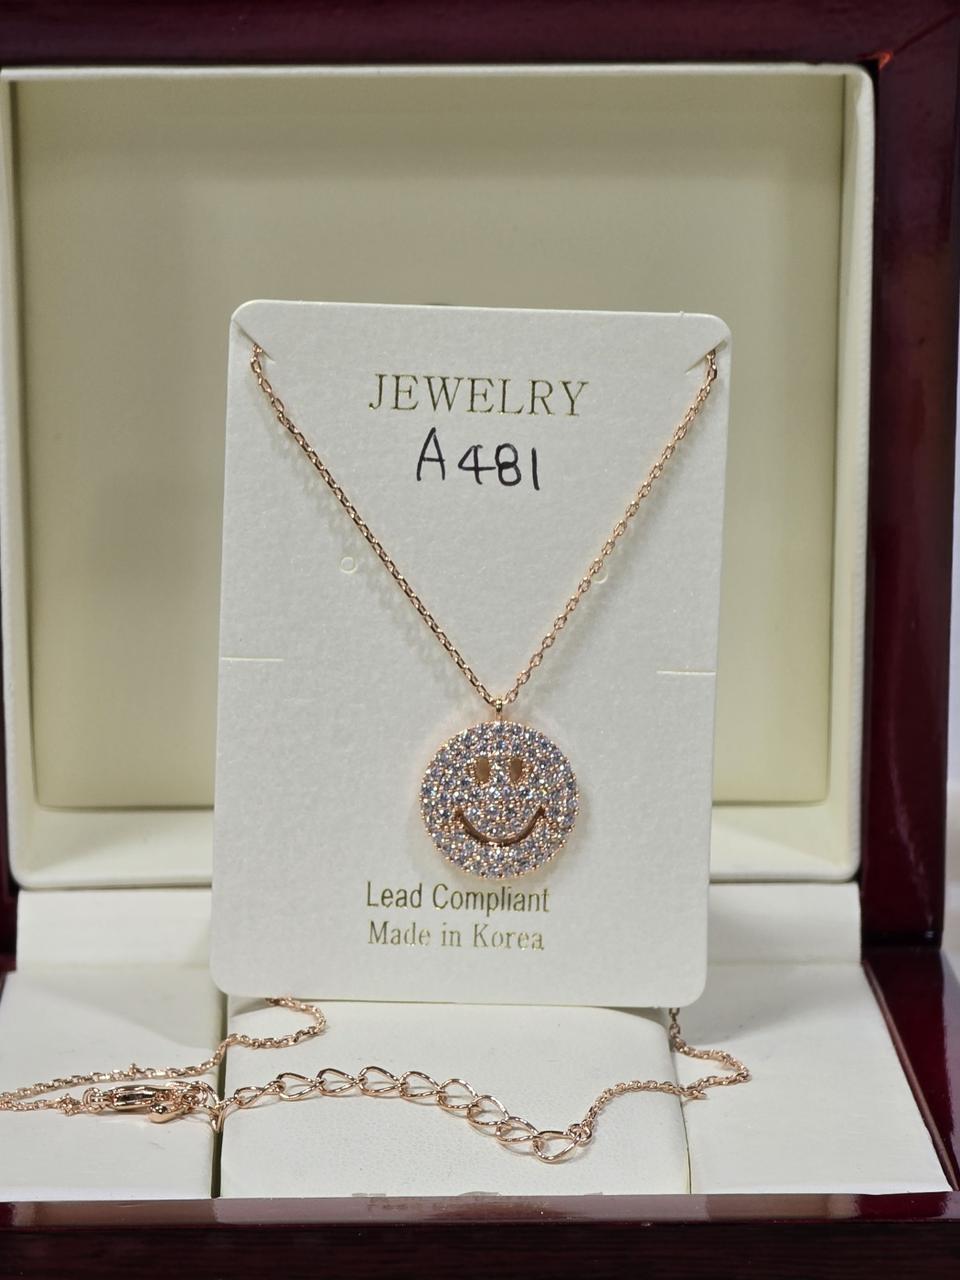 JEWELRY
A481
Lead Compliant
Made in Korea